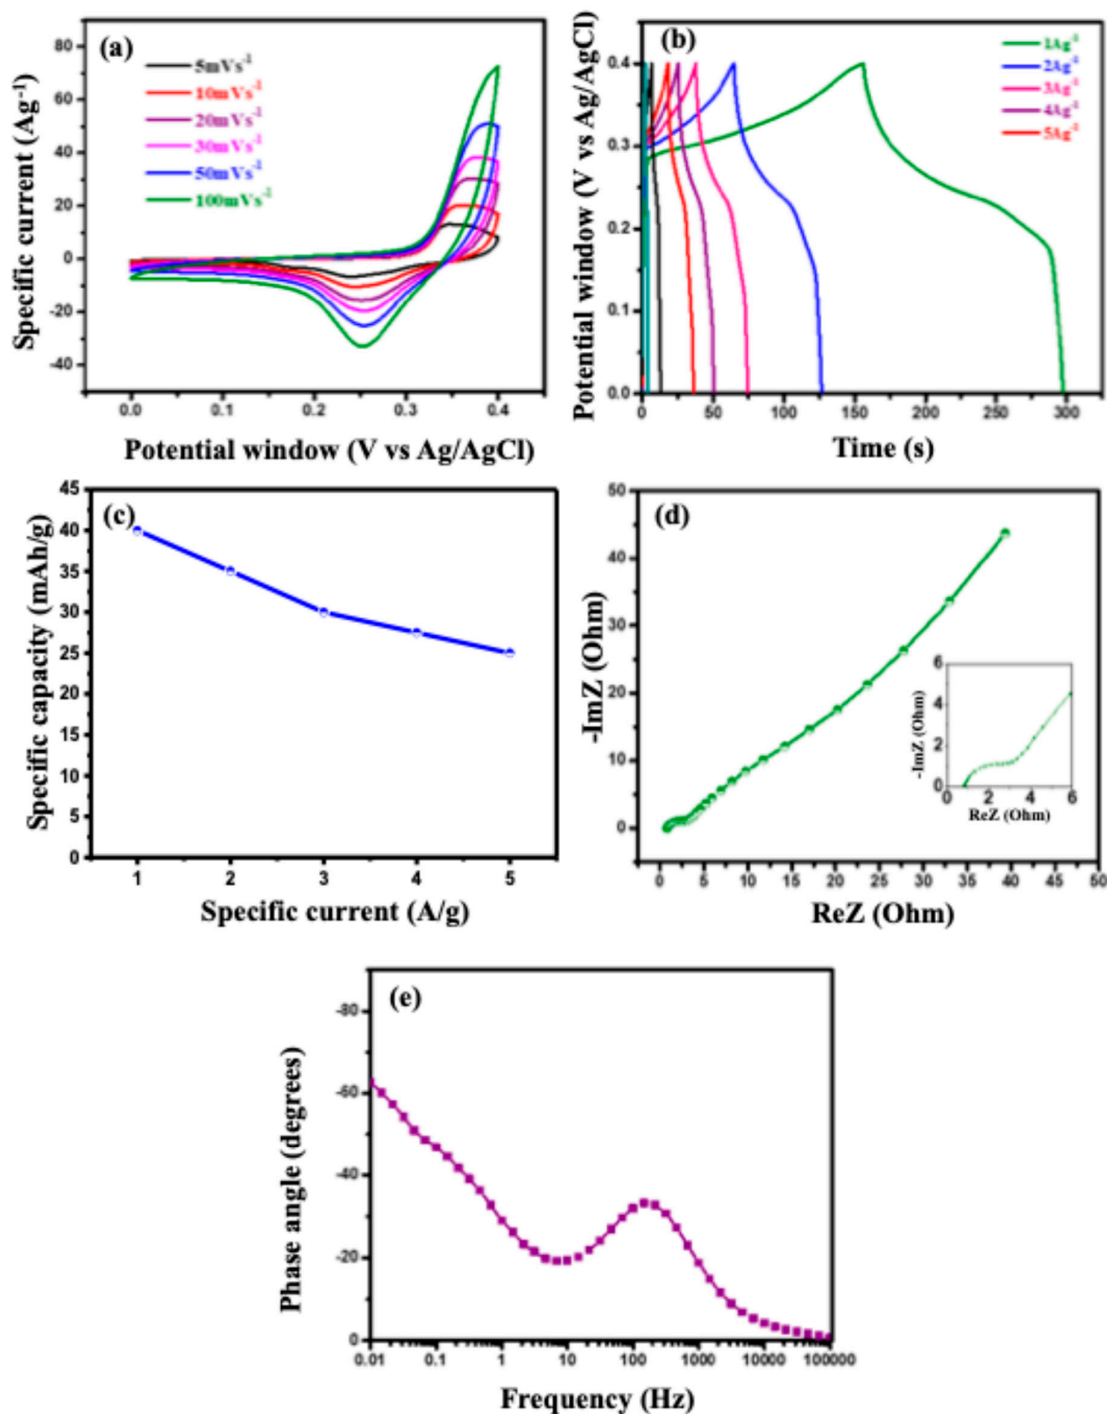 (a)
5mVs⁻¹
10mVs⁻¹
20mVs⁻¹
30mVs⁻¹
50mVs⁻¹
100mVs⁻¹
Specific current (Ag⁻¹)
80
60
40
20
0
-20
-40
0.0 0.1 0.2 0.3 0.4
Potential window (V vs Ag/AgCl)
(b)
1Ag⁻¹
2Ag⁻¹
3Ag⁻¹
4Ag⁻¹
5Ag⁻¹
Potential window (V vs Ag/AgCl)
0.4
0.3
0.2
0.1
0.0
0 50 100 150 200 250 300
Time (s)
(c)
Specific capacity (mAh/g)
45
40
35
30
25
20
15
10
5
0
1 2 3 4 5
Specific current (A/g)
(d)
-ImZ (Ohm)
50
40
30
20
10
0
0 5 10 15 20 25 30 35 40 45 50
ReZ (Ohm)
-ImZ (Ohm)
6
4
2
0
0 2 4 6
ReZ (Ohm)
(e)
Phase angle (degrees)
-80
-60
-40
-20
0
0.01 0.1 1 10 100 1000 10000 100000
Frequency (Hz)